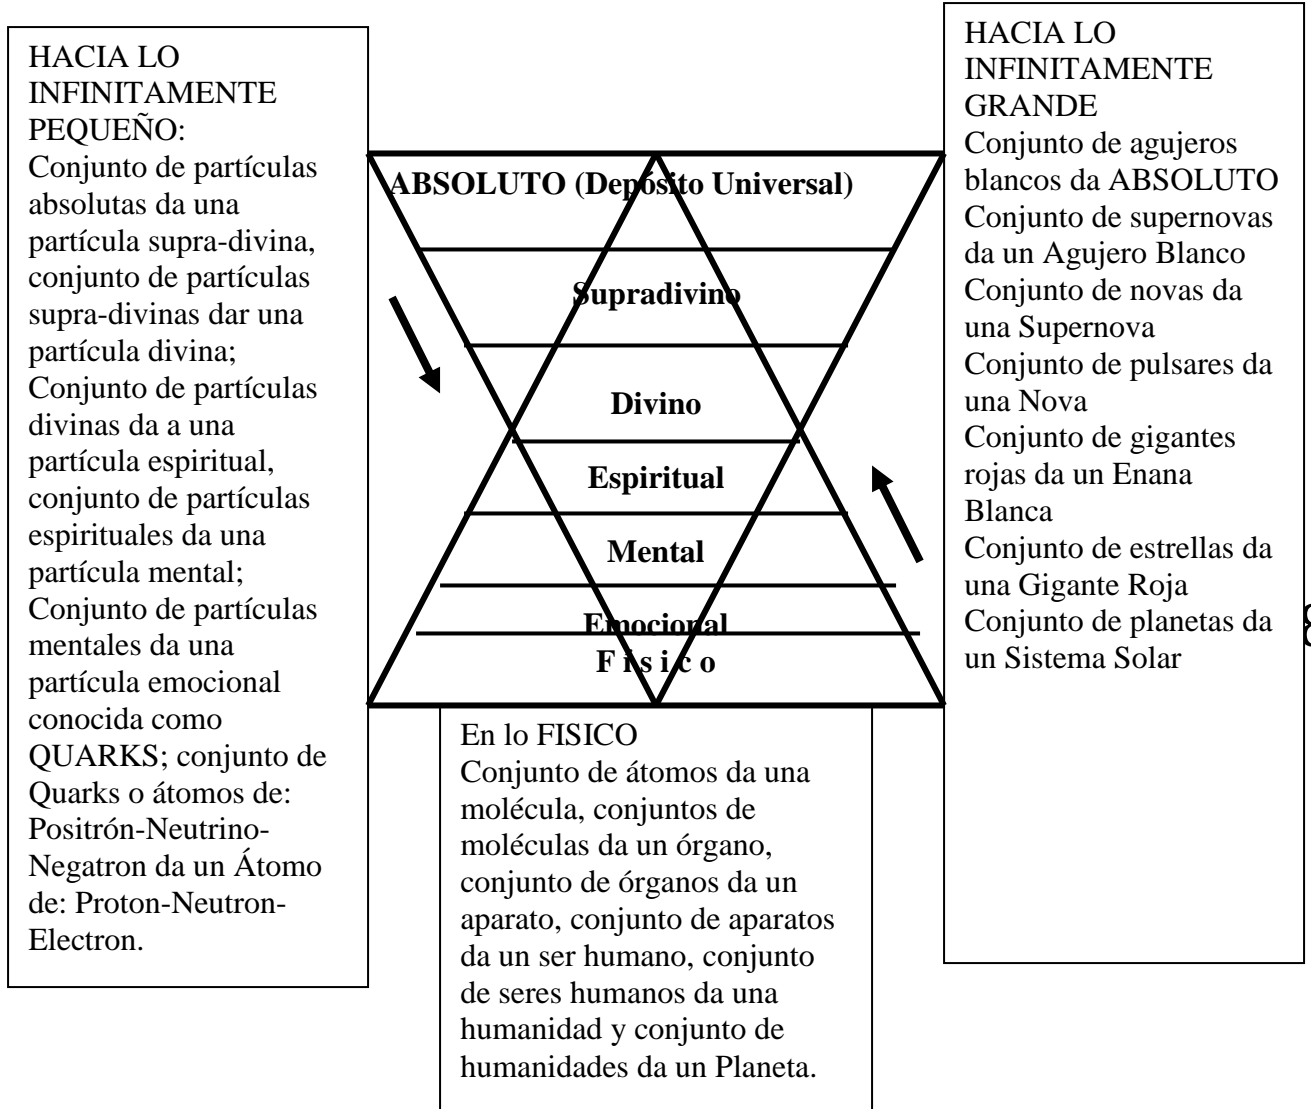 HACIA LO
INFINITAMENTE
PEQUEÑO:
Conjunto de partículas
absolutas da una
partícula supra-divina,
conjunto de partículas
supra-divinas dar una
partícula divina;
Conjunto de partículas
divinas da a una
partícula espiritual,
conjunto de partículas
espirituales da una
partícula mental;
Conjunto de partículas
mentales da una
partícula emocional
conocida como
QUARKS; conjunto de
Quarks o átomos de:
Positrón-Neutrino-
Negatron da un Átomo
de: Proton-Neutron-
Electron.
ABSOLUTO (Depósito Universal)
Supradivino
Divino
Espiritual
Mental
Emocional
F i s i c o
En lo FISICO
Conjunto de átomos da una
molécula, conjuntos de
moléculas da un órgano,
conjunto de órganos da un
aparato, conjunto de aparatos
da un ser humano, conjunto
de seres humanos da una
humanidad y conjunto de
humanidades da un Planeta.
HACIA LO
INFINITAMENTE
GRANDE
Conjunto de agujeros
blancos da ABSOLUTO
Conjunto de supernovas
da un Agujero Blanco
Conjunto de novas da
una Supernova
Conjunto de pulsares da
una Nova
Conjunto de gigantes
rojas da un Enana
Blanca
Conjunto de estrellas da
una Gigante Roja
Conjunto de planetas da
un Sistema Solar